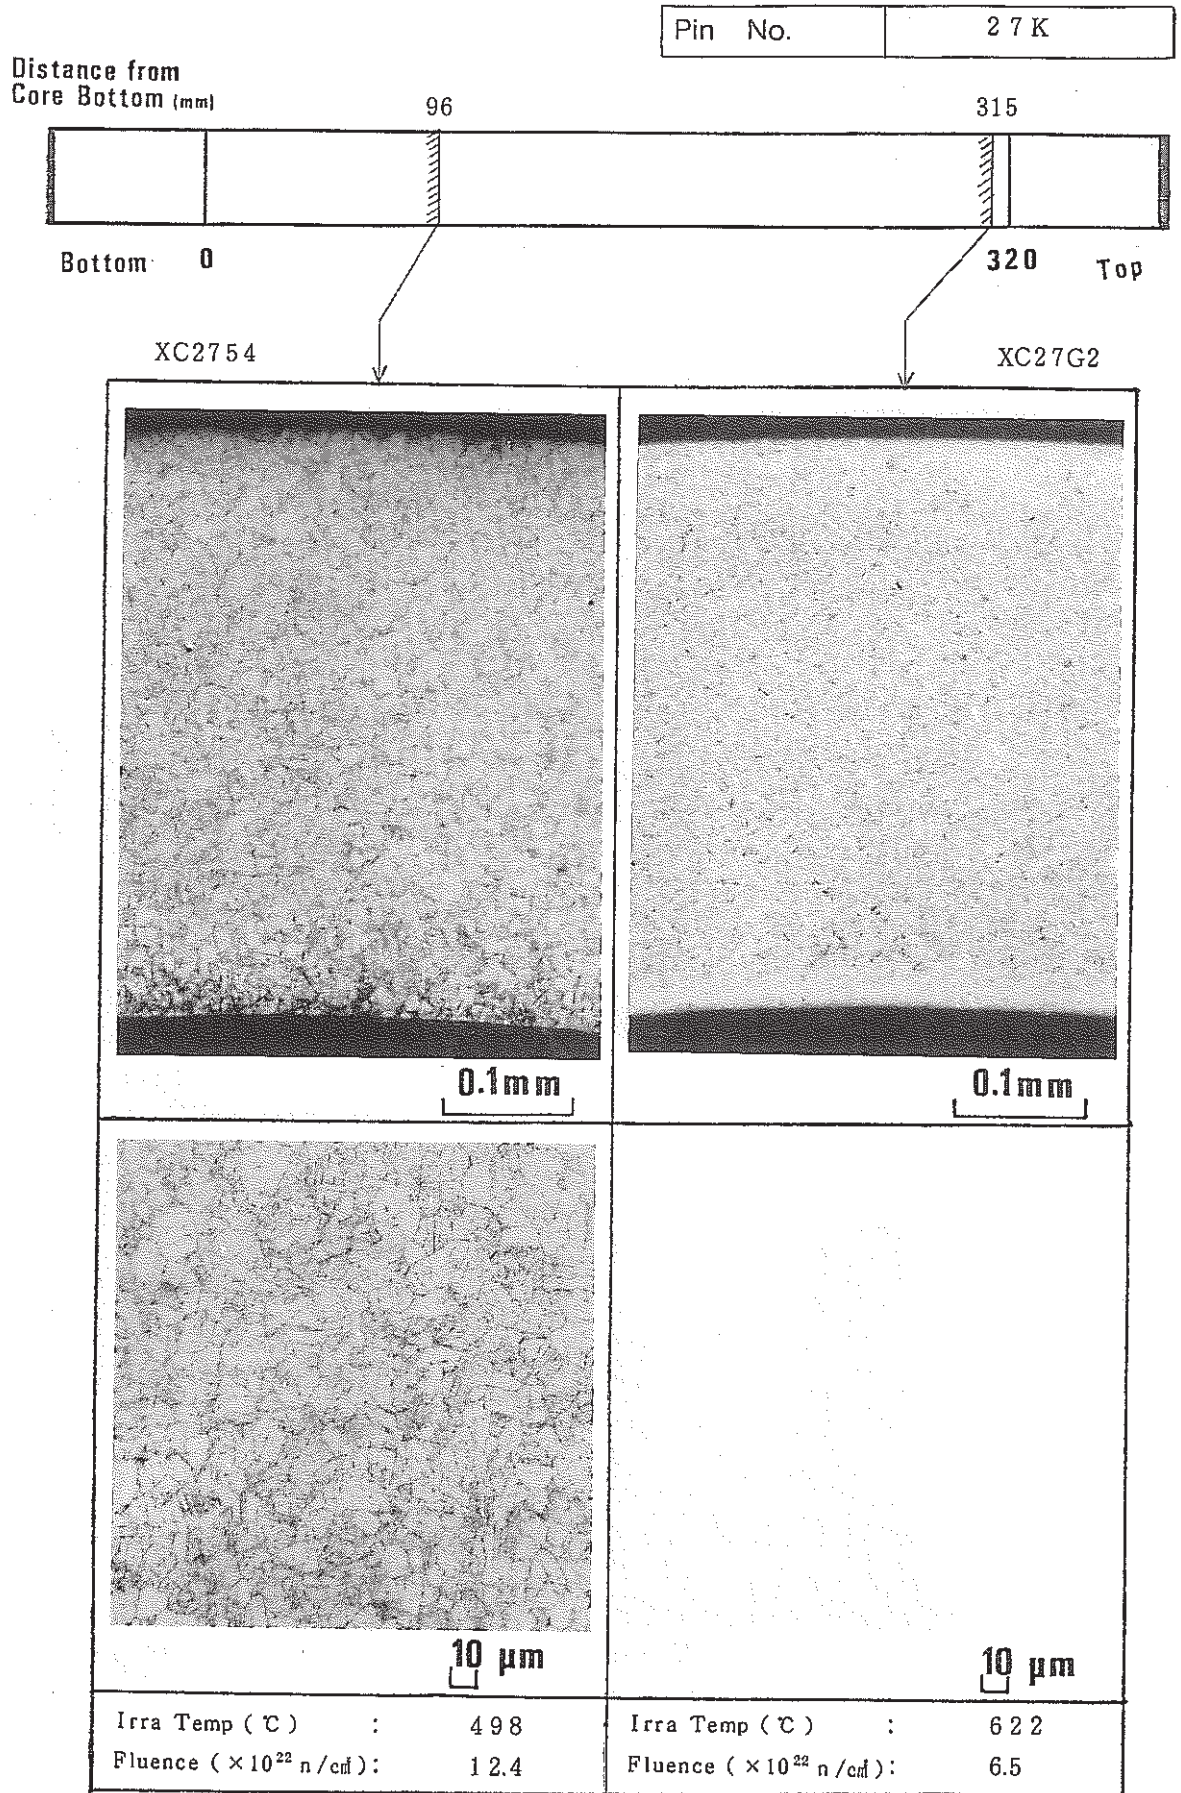 Pin No. 27K
Distance from
Core Bottom (mm)
96 315
Bottom 0 320 Top
XC2754 XC27G2
0.1mm 0.1mm
10 μm 10 μm
Irra Temp (℃) : 498 Irra Temp (℃) : 622
Fluence (×10²² n/c㎡): 12.4 Fluence (×10²² n/c㎡): 6.5